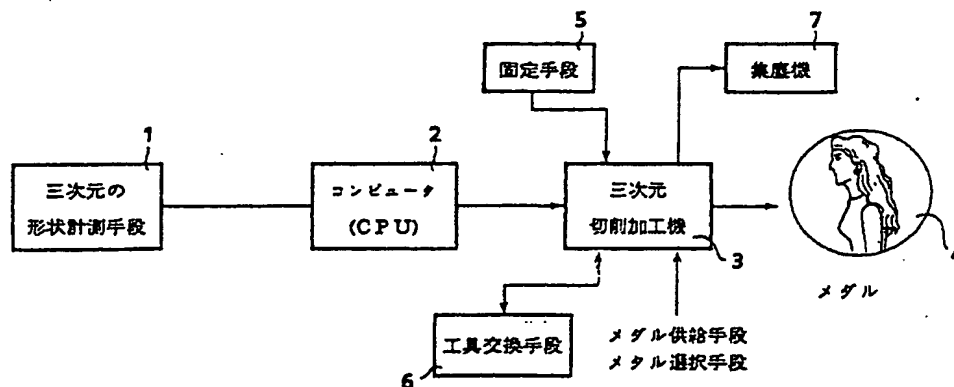 5
固定手段
7
集塵機
1
三次元の
形状計測手段
2
コンピュータ
(CPU)
三次元
切削加工機
3
4
メダル
工具交換手段
6
メダル供給手段
メタル選択手段